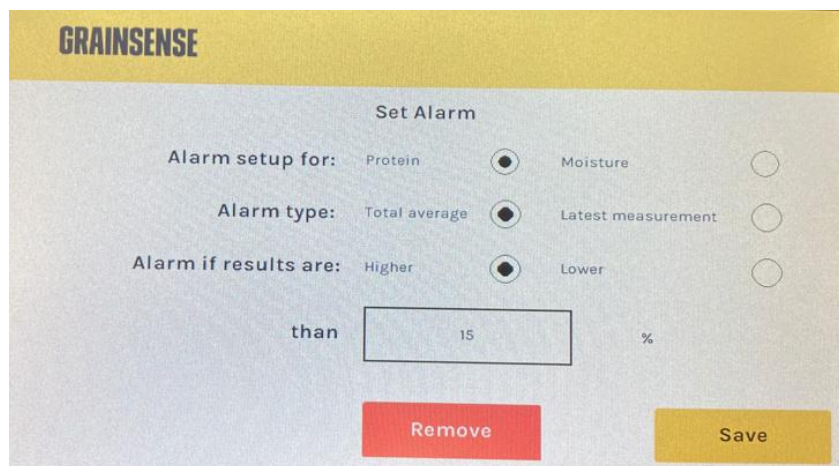 GRAINSENSE
Set Alarm
Alarm setup for: Protein Moisture
Alarm type: Total average Latest measurement
Alarm if results are: Higher Lower
than 15 %
Remove Save